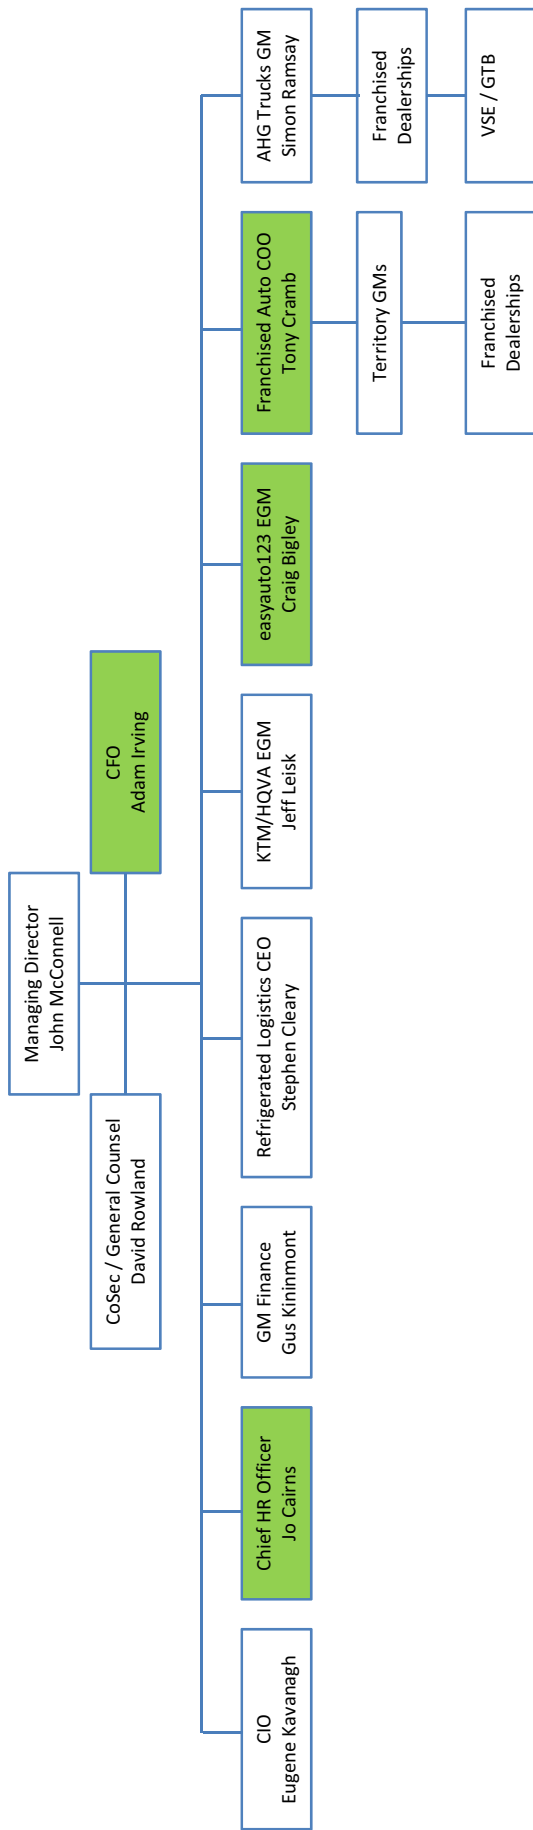 Managing Director
John McConnell
CoSec / General Counsel
David Rowland
CFO
Adam Irving
CIO
Eugene Kavanagh
Chief HR Officer
Jo Cairns
GM Finance
Gus Kininmont
Refrigerated Logistics CEO
Stephen Cleary
KTM/HQVA EGM
Jeff Leisk
easyauto123 EGM
Craig Bigley
Franchised Auto COO
Tony Cramb
AHG Trucks GM
Simon Ramsay
Territory GMs
Franchised
Dealerships
Franchised
Dealerships
VSE / GTB